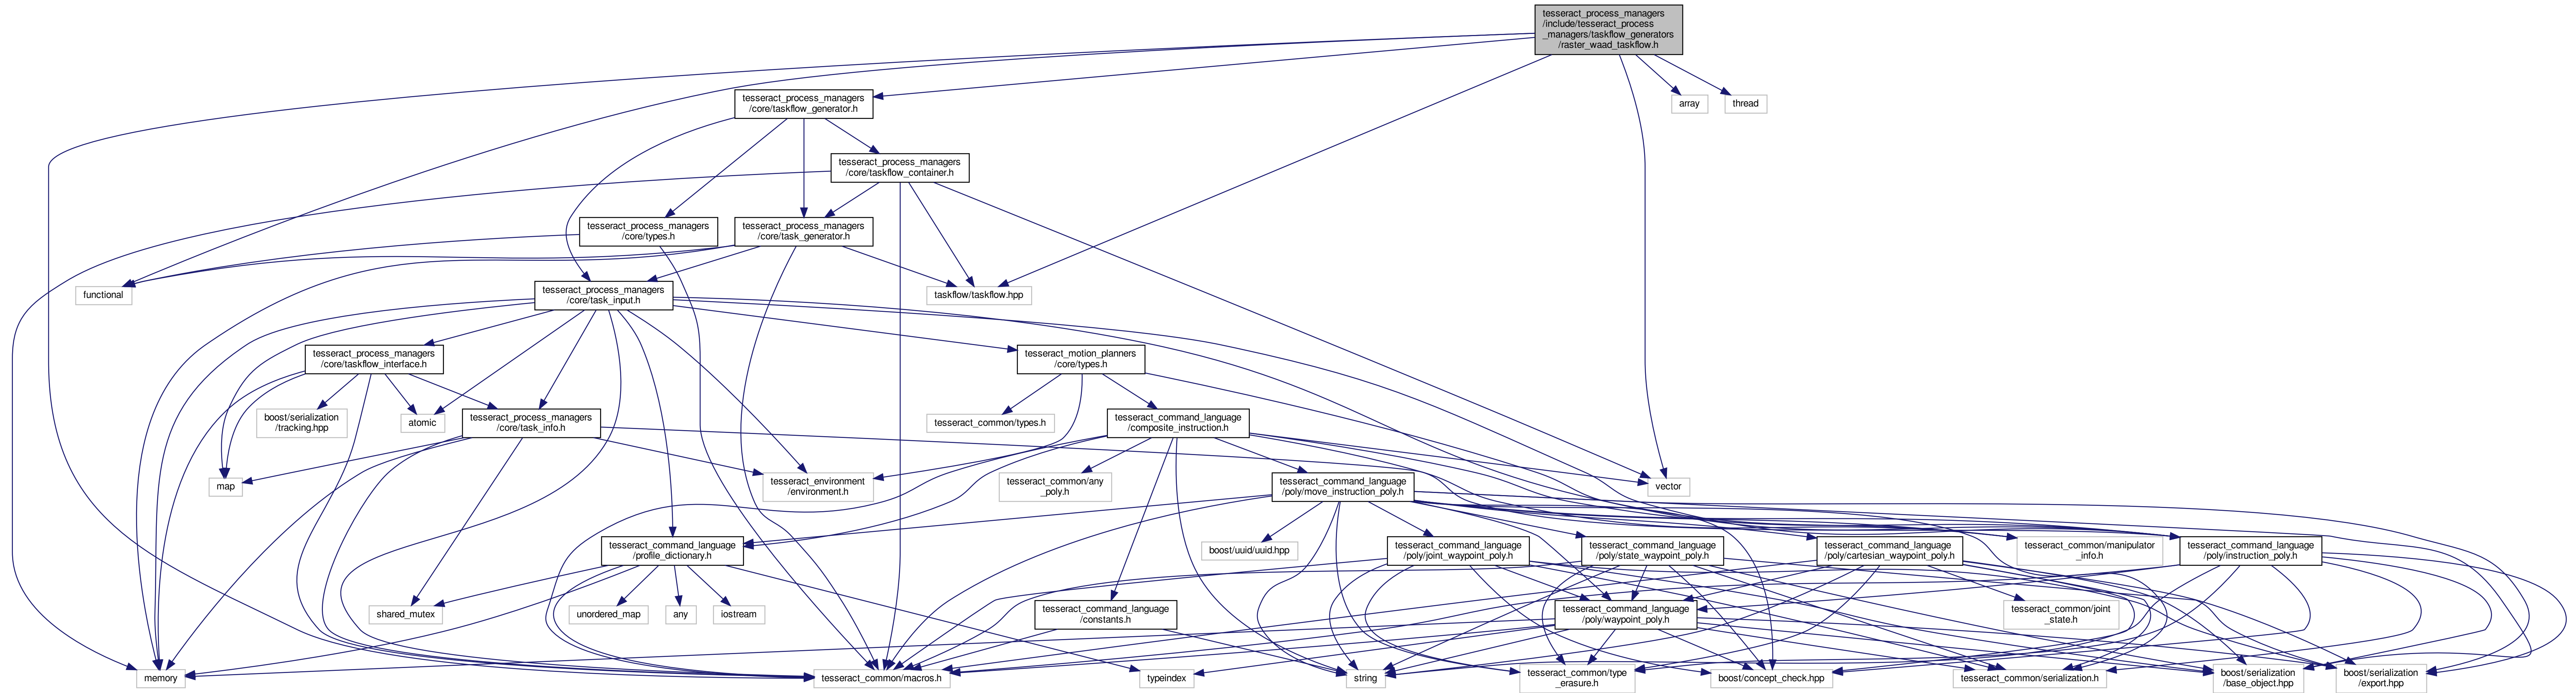 tesseract_process_managers
/include/tesseract_process
_managers/taskflow_generators
/raster_waad_taskflow.h
tesseract_process_managers
/core/taskflow_generator.h
array
thread
tesseract_process_managers
/core/taskflow_container.h
tesseract_process_managers
/core/types.h
tesseract_process_managers
/core/task_generator.h
functional
tesseract_process_managers
/core/task_input.h
taskflow/taskflow.hpp
tesseract_process_managers
/core/taskflow_interface.h
tesseract_motion_planners
/core/types.h
boost/serialization
/tracking.hpp
atomic
tesseract_process_managers
/core/task_info.h
tesseract_common/types.h
tesseract_command_language
/composite_instruction.h
map
tesseract_environment
/environment.h
tesseract_common/any
_poly.h
tesseract_command_language
/poly/move_instruction_poly.h
vector
tesseract_command_language
/profile_dictionary.h
boost/uuid/uuid.hpp
tesseract_command_language
/poly/joint_waypoint_poly.h
tesseract_command_language
/poly/state_waypoint_poly.h
tesseract_command_language
/poly/cartesian_waypoint_poly.h
tesseract_common/manipulator
_info.h
tesseract_command_language
/poly/instruction_poly.h
shared_mutex
unordered_map
any
iostream
tesseract_command_language
/constants.h
tesseract_command_language
/poly/waypoint_poly.h
tesseract_common/joint
_state.h
memory
tesseract_common/macros.h
typeindex
string
tesseract_common/type
_erasure.h
boost/concept_check.hpp
tesseract_common/serialization.h
boost/serialization
/base_object.hpp
boost/serialization
/export.hpp